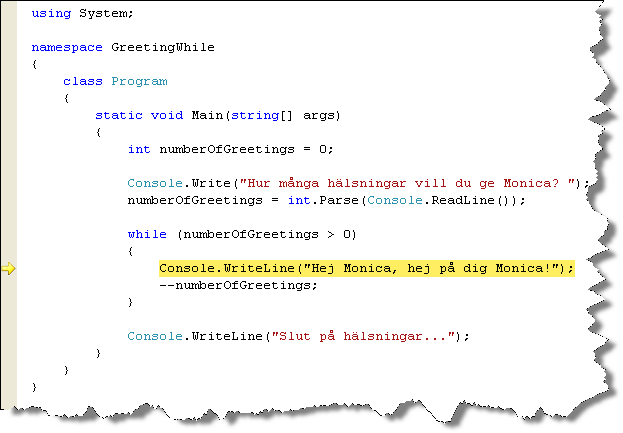 using System;
namespace GreetingWhile
{
class Program
{
static void Main(string[] args)
{
int numberOfGreetings = 0;
Console.Write("Hur många hälsningar vill du ge Monica? ");
numberOfGreetings = int.Parse(Console.ReadLine());
while (numberOfGreetings > 0)
{
Console.WriteLine("Hej Monica, hej på dig Monica!");
--numberOfGreetings;
}
Console.WriteLine("Slut på hälsningar...");
}
}
}